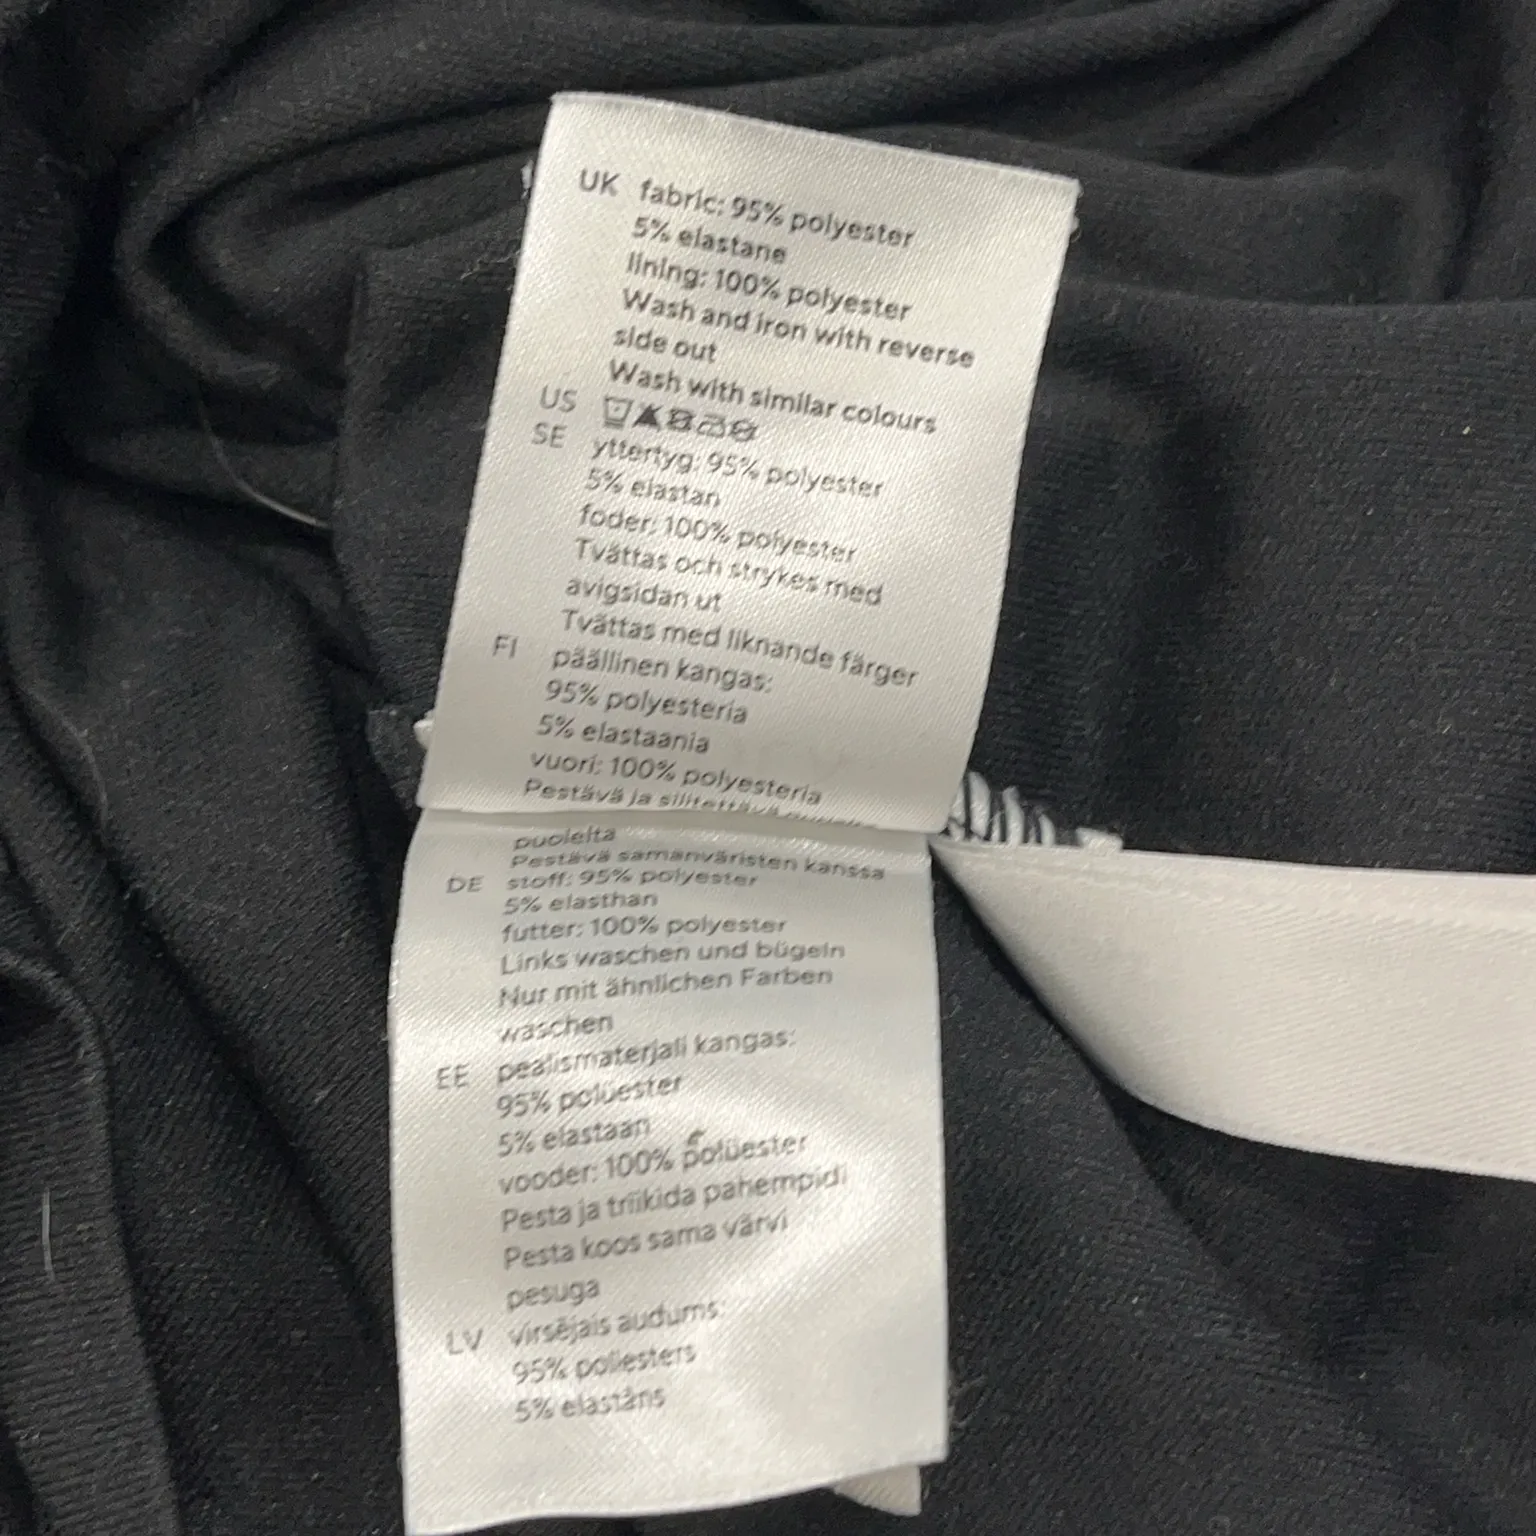 UK fabric: 95% polyester
5% elastane
lining: 100% polyester
Wash and iron with reverse
side out
Wash with similar colours
US
SE yttertyg: 95% polyester
5% elastan
foder: 100% polyester
Tvättas och strykes med
avigsidan ut
Tvättas med liknande färger
FI päällinen kangas:
95% polyesteria
5% elastaania
vuori: 100% polyesteria
Pestävä ja silitettävä
puolelta
Pestävä samanväristen kanssa
DE stoff: 95% polyester
5% elasthan
futter: 100% polyester
Links waschen und bügeln
Nur mit ähnlichen Farben
waschen
EE pealismaterjali kangas:
95% polüester
5% elastaan
vooder: 100% polüester
Pesta ja triikida pahempidi
Pesta koos sama värvi
pesuga
LV virsējais audums:
95% poliesters
5% elastāns